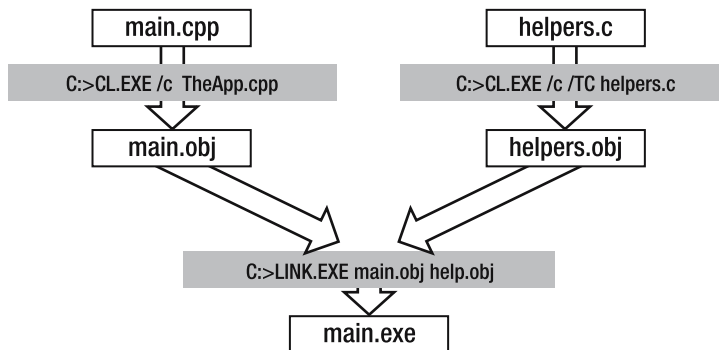 main.cpp
helpers.c
C:>CL.EXE /c TheApp.cpp
C:>CL.EXE /c /TC helpers.c
main.obj
helpers.obj
C:>LINK.EXE main.obj help.obj
main.exe